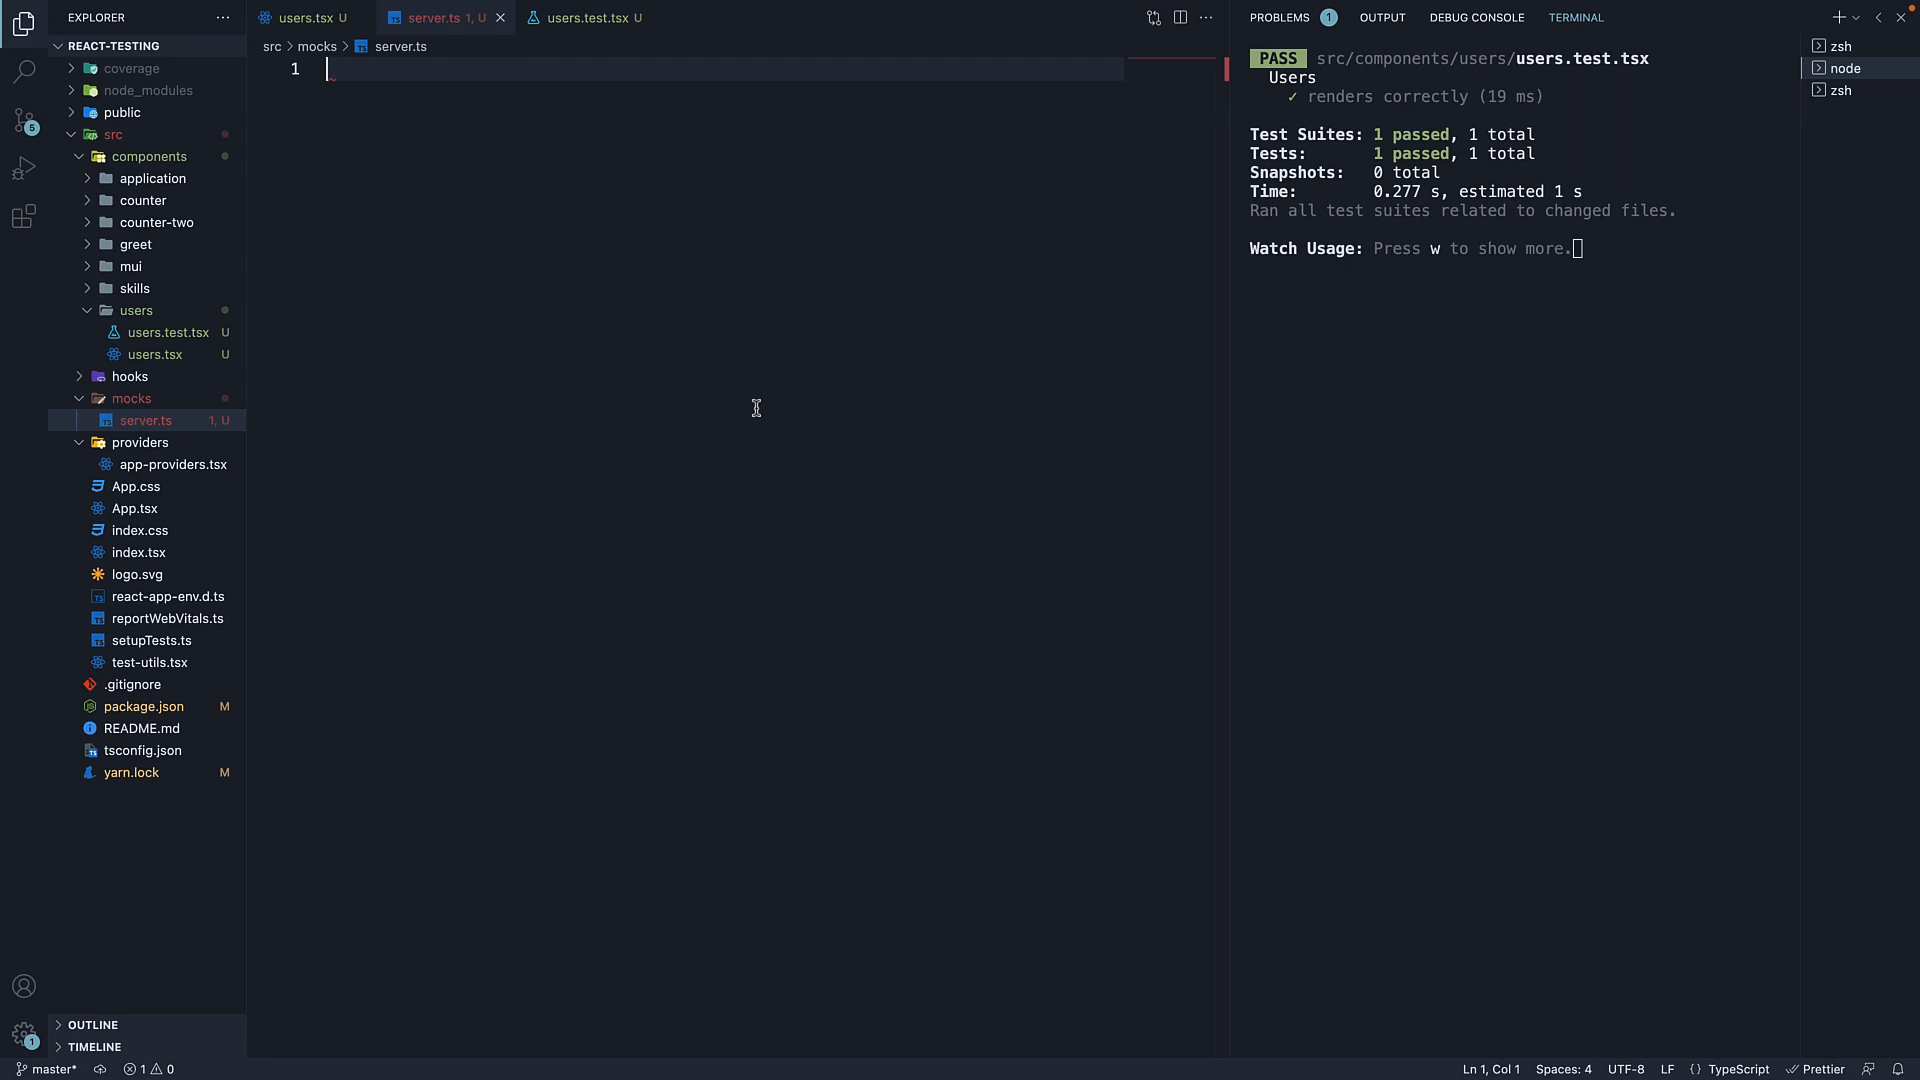 EXPLORER
REACT-TESTING
coverage
node_modules
public
src
components
application
counter
counter-two
greet
mui
skills
users
users.test.tsx U
users.tsx U
hooks
mocks
server.ts 1, U
providers
app-providers.tsx
App.css
App.tsx
index.css
index.tsx
logo.svg
react-app-env.d.ts
reportWebVitals.ts
setupTests.ts
test-utils.tsx
.gitignore
package.json M
README.md
tsconfig.json
yarn.lock M
OUTLINE
TIMELINE
5
1
users.tsx U
server.ts 1, U
users.test.tsx U
src > mocks > server.ts
1
PROBLEMS 1 OUTPUT DEBUG CONSOLE TERMINAL
PASS src/components/users/users.test.tsx
Users
✓ renders correctly (19 ms)
Test Suites: 1 passed, 1 total
Tests: 1 passed, 1 total
Snapshots: 0 total
Time: 0.277 s, estimated 1 s
Ran all test suites related to changed files.
Watch Usage: Press w to show more.
zsh
node
zsh
master* 1 0
Ln 1, Col 1 Spaces: 4 UTF-8 LF {} TypeScript Prettier